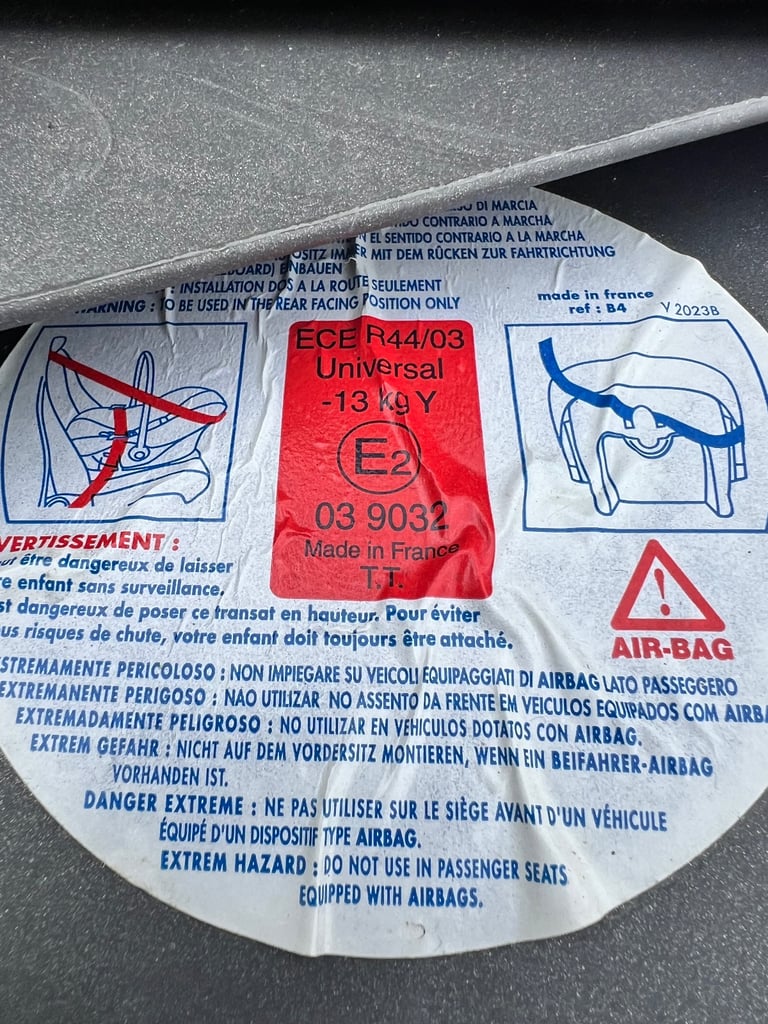 DI MARCIA
CONTRARIO A MARCHA
EL SENTIDO CONTRARIO A LA MARCHA
MIT DEM RÜCKEN ZUR FAHRTRICHTUNG
EINBAUEN
: INSTALLATION DOS A LA ROUTE SEULEMENT
WARNING : TO BE USED IN THE REAR FACING POSITION ONLY
made in france
ref : B4
Y 2023B
ECE R44/03
Universal
-13 kg Y
E2
03 9032
Made in France
T.T.
VERTISSEMENT :
ut être dangereux de laisser
re enfant sans surveillance.
st dangereux de poser ce transat en hauteur. Pour éviter
us risques de chute, votre enfant doit toujours être attaché.
AIR-BAG
STREMAMENTE PERICOLOSO : NON IMPIEGARE SU VEICOLI EQUIPAGGIATI DI AIRBAG LATO PASSEGGERO
EXTREMANENTE PERIGOSO : NAO UTILIZAR NO ASSENTO DA FRENTE EM VEICULOS EQUIPADOS COM AIRBA
EXTREMADAMENTE PELIGROSO : NO UTILIZAR EN VEHICULOS DOTATOS CON AIRBAG.
EXTREM GEFAHR : NICHT AUF DEM VORDERSITZ MONTIEREN, WENN EIN BEIFAHRER-AIRBAG
VORHANDEN IST.
DANGER EXTREME : NE PAS UTILISER SUR LE SIÈGE AVANT D'UN VÉHICULE
ÉQUIPÉ D'UN DISPOSITIF TYPE AIRBAG.
EXTREM HAZARD : DO NOT USE IN PASSENGER SEATS
EQUIPPED WITH AIRBAGS.